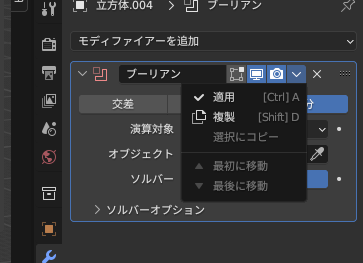 立方体.004 > ブーリアン
モディファイアーを追加
ブーリアン
適用 [Ctrl] A
複製 [Shift] D
選択にコピー
最初に移動
最後に移動
交差
分
演算対象
オブジェクト
ソルバー
ソルバーオプション